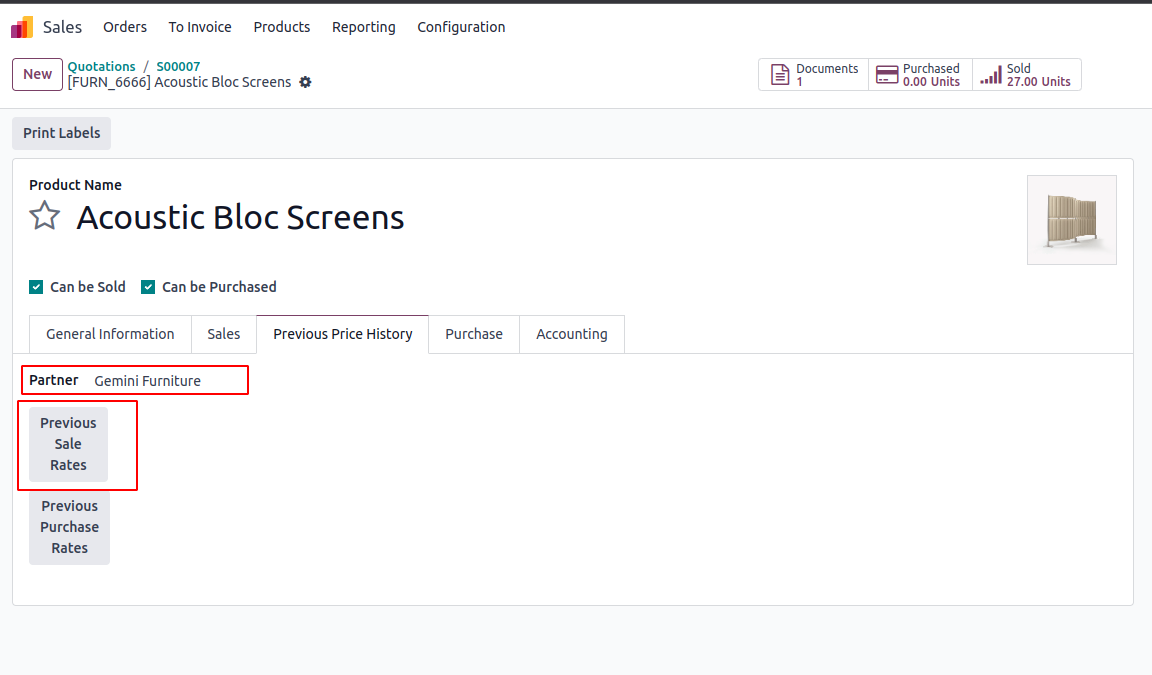 Sales Orders To Invoice Products Reporting Configuration
New
Quotations / S00007
[FURN_6666] Acoustic Bloc Screens
Documents
1
Purchased
0.00 Units
Sold
27.00 Units
Print Labels
Product Name
Acoustic Bloc Screens
Can be Sold Can be Purchased
General Information Sales Previous Price History Purchase Accounting
Partner Gemini Furniture
Previous
Sale
Rates
Previous
Purchase
Rates